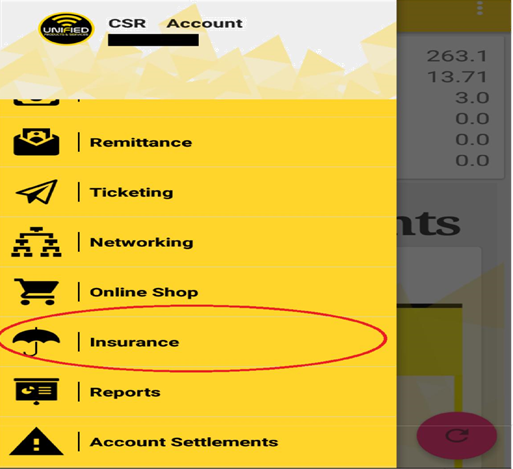 UNIFIED
PRODUCTS & SERVICES
CSR Account
Remittance
Ticketing
Networking
Online Shop
Insurance
Reports
Account Settlements
263.1
13.71
3.0
0.0
0.0
0.0
nts